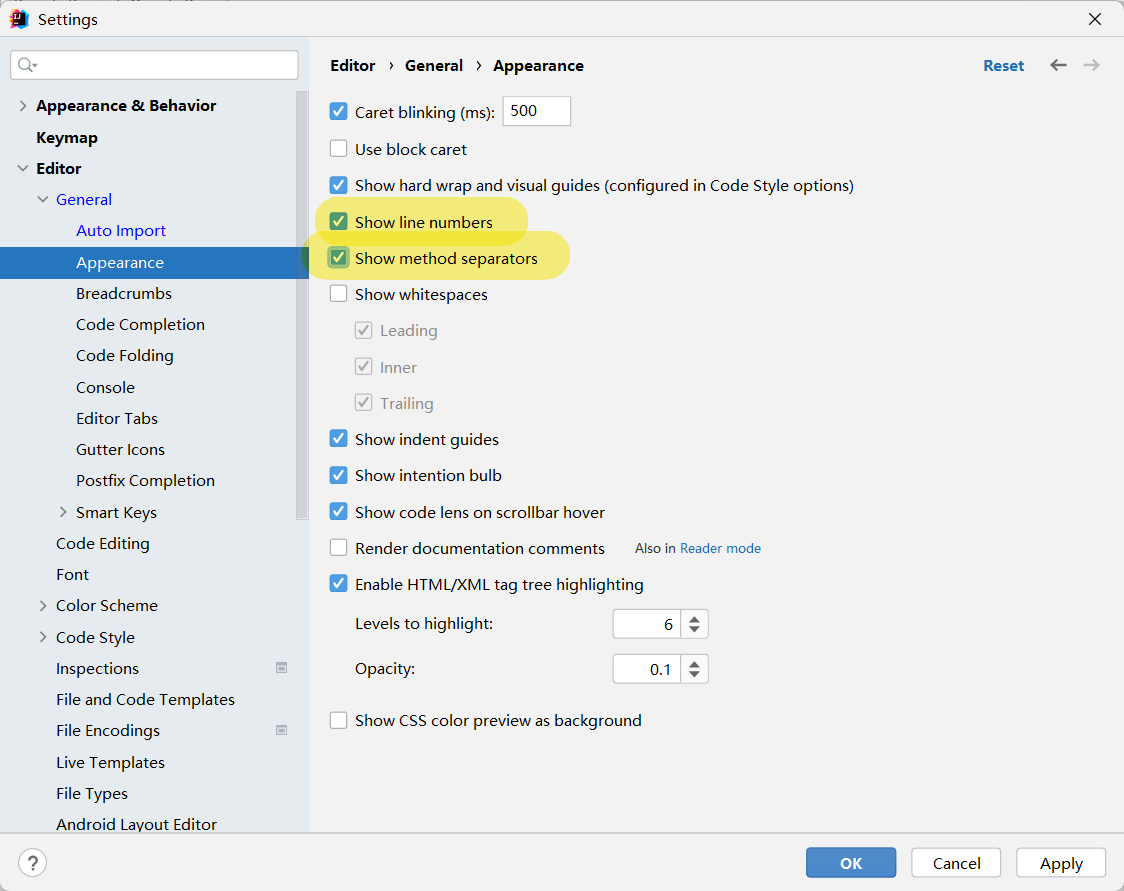 Settings
Appearance & Behavior
Keymap
Editor
General
Auto Import
Appearance
Breadcrumbs
Code Completion
Code Folding
Console
Editor Tabs
Gutter Icons
Postfix Completion
Smart Keys
Code Editing
Font
Color Scheme
Code Style
Inspections
File and Code Templates
File Encodings
Live Templates
File Types
Android Layout Editor
Editor › General › Appearance
Reset
Caret blinking (ms): 500
Use block caret
Show hard wrap and visual guides (configured in Code Style options)
Show line numbers
Show method separators
Show whitespaces
Leading
Inner
Trailing
Show indent guides
Show intention bulb
Show code lens on scrollbar hover
Render documentation comments Also in Reader mode
Enable HTML/XML tag tree highlighting
Levels to highlight: 6
Opacity: 0.1
Show CSS color preview as background
?
OK
Cancel
Apply